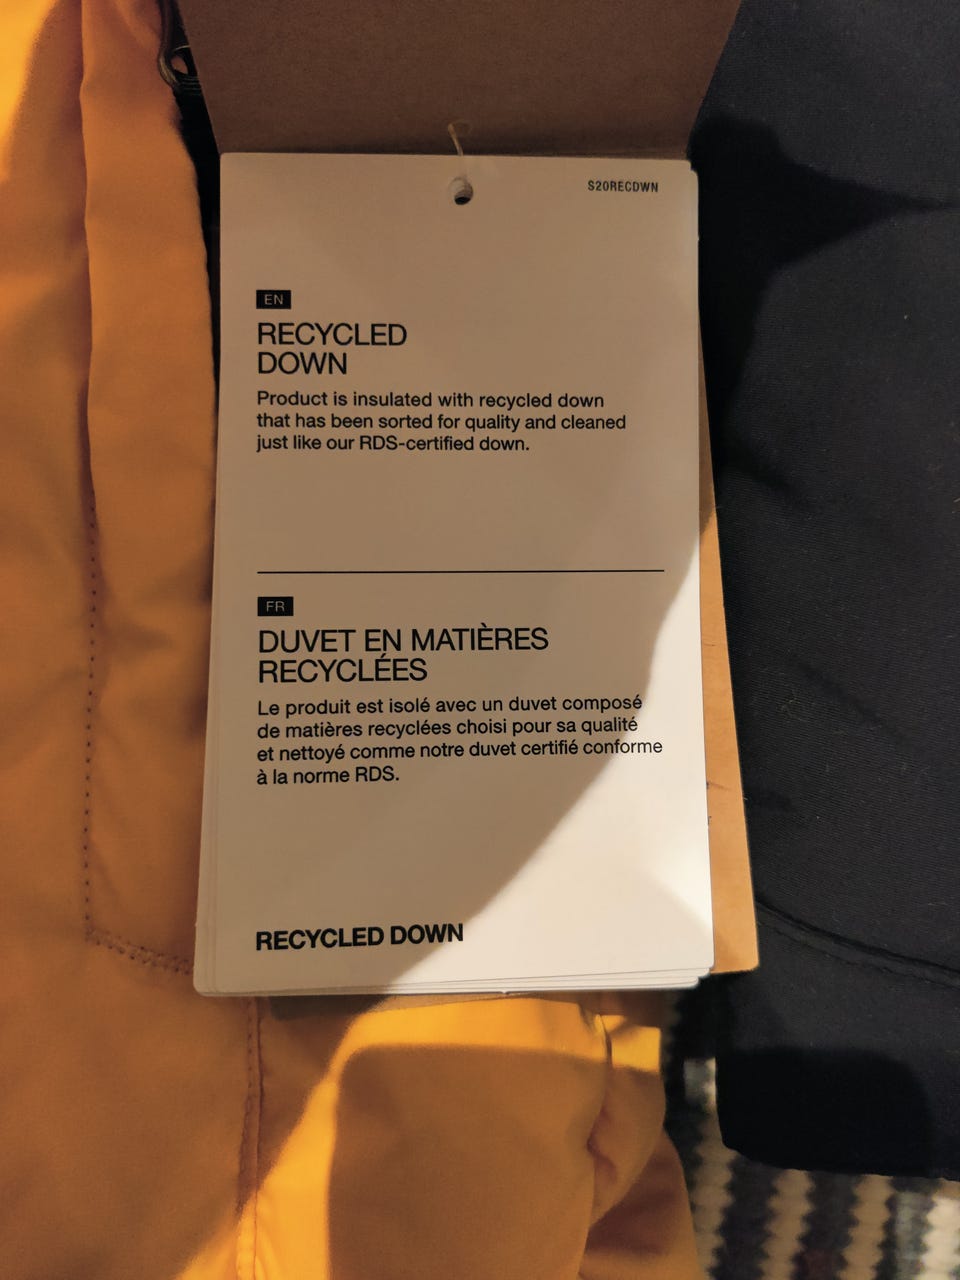 S20RECDWN
EN
RECYCLED
DOWN
Product is insulated with recycled down
that has been sorted for quality and cleaned
just like our RDS-certified down.
FR
DUVET EN MATIÈRES
RECYCLÉES
Le produit est isolé avec un duvet composé
de matières recyclées choisi pour sa qualité
et nettoyé comme notre duvet certifié conforme
à la norme RDS.
RECYCLED DOWN